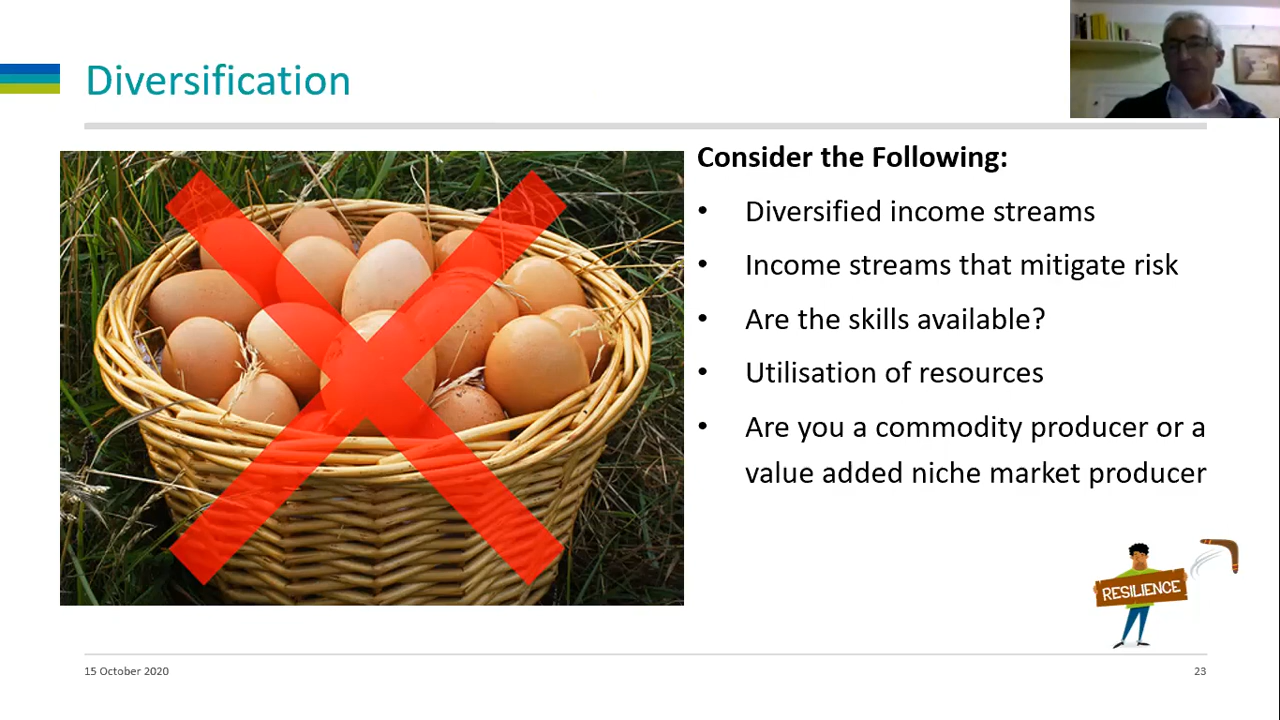 Diversification
Consider the Following:
• Diversified income streams
• Income streams that mitigate risk
• Are the skills available?
• Utilisation of resources
• Are you a commodity producer or a
value added niche market producer
RESILIENCE
15 October 2020
23